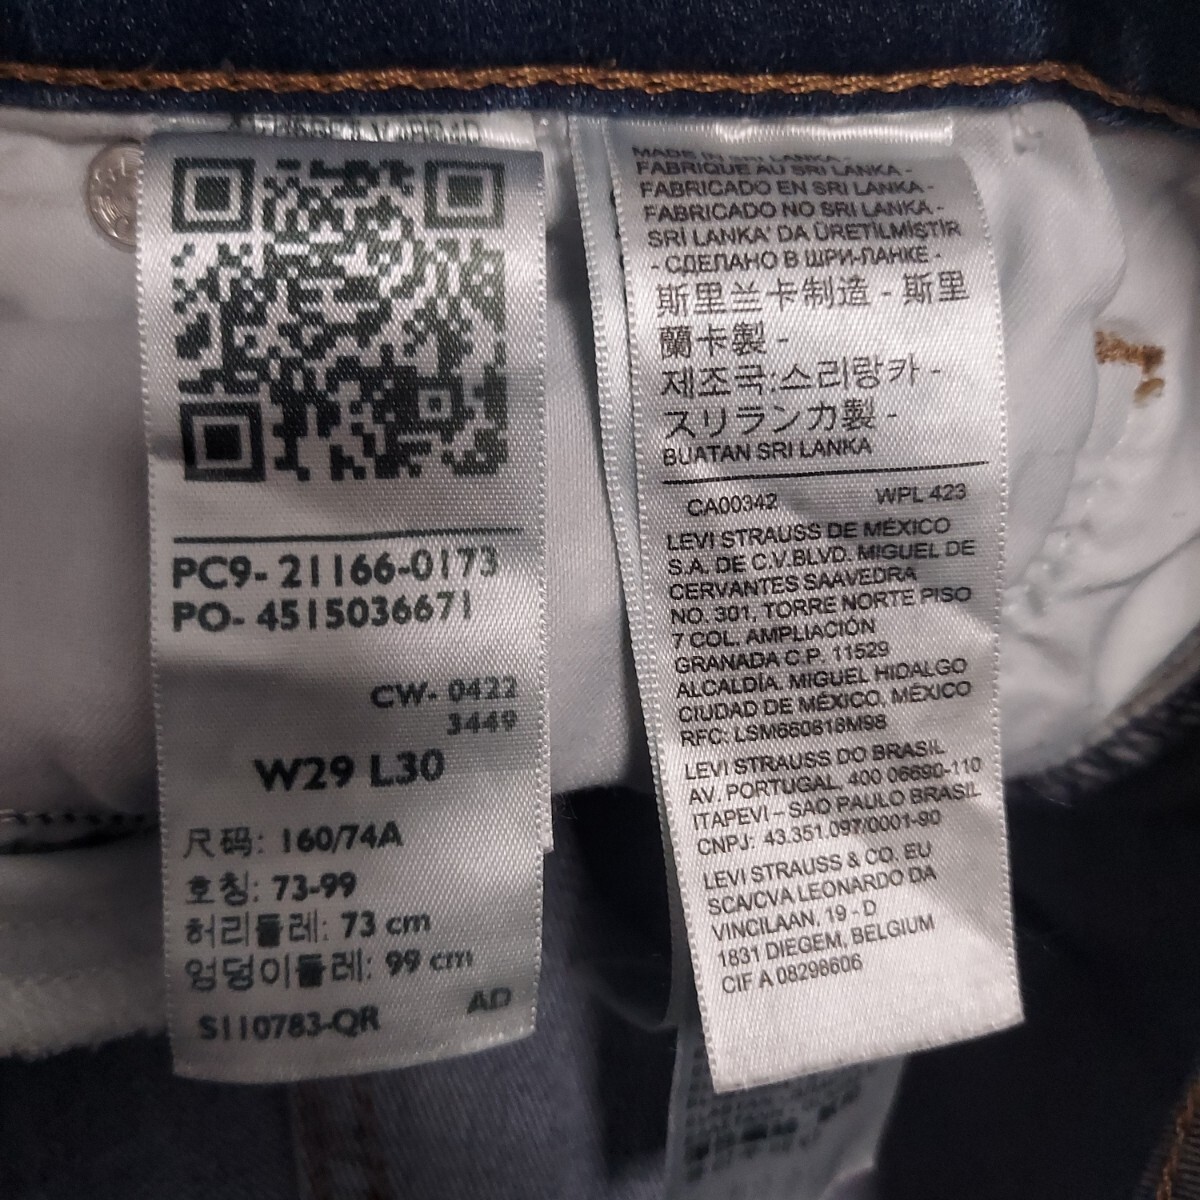 PC9- 21166-0173
PO- 4515036671
CW- 0422
3449
W29 L30
尺码: 160/74A
호칭: 73-99
허리둘레: 73 cm
엉덩이둘레: 99 cm
AD
S110783-QR
MADE IN SRI LANKA -
FABRIQUE AU SRI LANKA -
FABRICADO EN SRI LANKA -
FABRICADO NO SRI LANKA -
SRİ LANKA' DA ÜRETİLMİSTİR
- СДЕЛАНО В ШРИ-ЛАНКЕ -
斯里兰卡制造 - 斯里
蘭卡製 -
제조국:스리랑카 -
スリランカ製 -
BUATAN SRI LANKA
CA00342 WPL 423
LEVI STRAUSS DE MÉXICO
S.A. DE C.V.BLVD. MIGUEL DE
CERVANTES SAAVEDRA
NO. 301, TORRE NORTE PISO
7 COL. AMPLIACIÓN
GRANADA C.P. 11529
ALCALDÍA. MIGUEL HIDALGO
CIUDAD DE MÉXICO, MÉXICO
RFC: LSM660818M98
LEVI STRAUSS DO BRASIL
AV. PORTUGAL, 400 06690-110
ITAPEVI – SAO PAULO BRASIL
CNPJ: 43.351.097/0001-90
LEVI STRAUSS & CO. EU
SCA/CVA LEONARDO DA
VINCILAAN, 19 - D
1831 DIEGEM, BELGIUM
CIF A 08298606